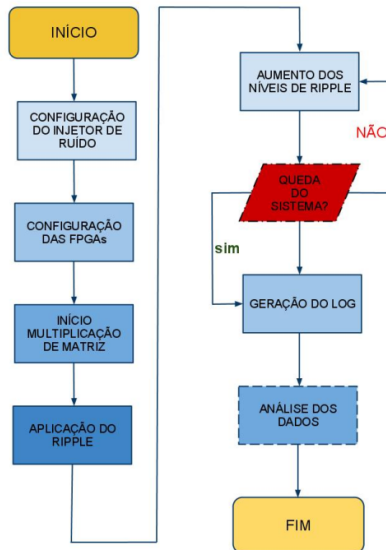 INÍCIO
CONFIGURAÇÃO
DO INJETOR DE
RUÍDO
CONFIGURAÇÃO
DAS FPGAs
INÍCIO
MULTIPLICAÇÃO
DE MATRIZ
APLICAÇÃO DO
RIPPLE
AUMENTO DOS
NÍVEIS DE RIPPLE
NÃO
QUEDA
DO
SISTEMA?
sim
GERAÇÃO DO LOG
ANÁLISE DOS
DADOS
FIM